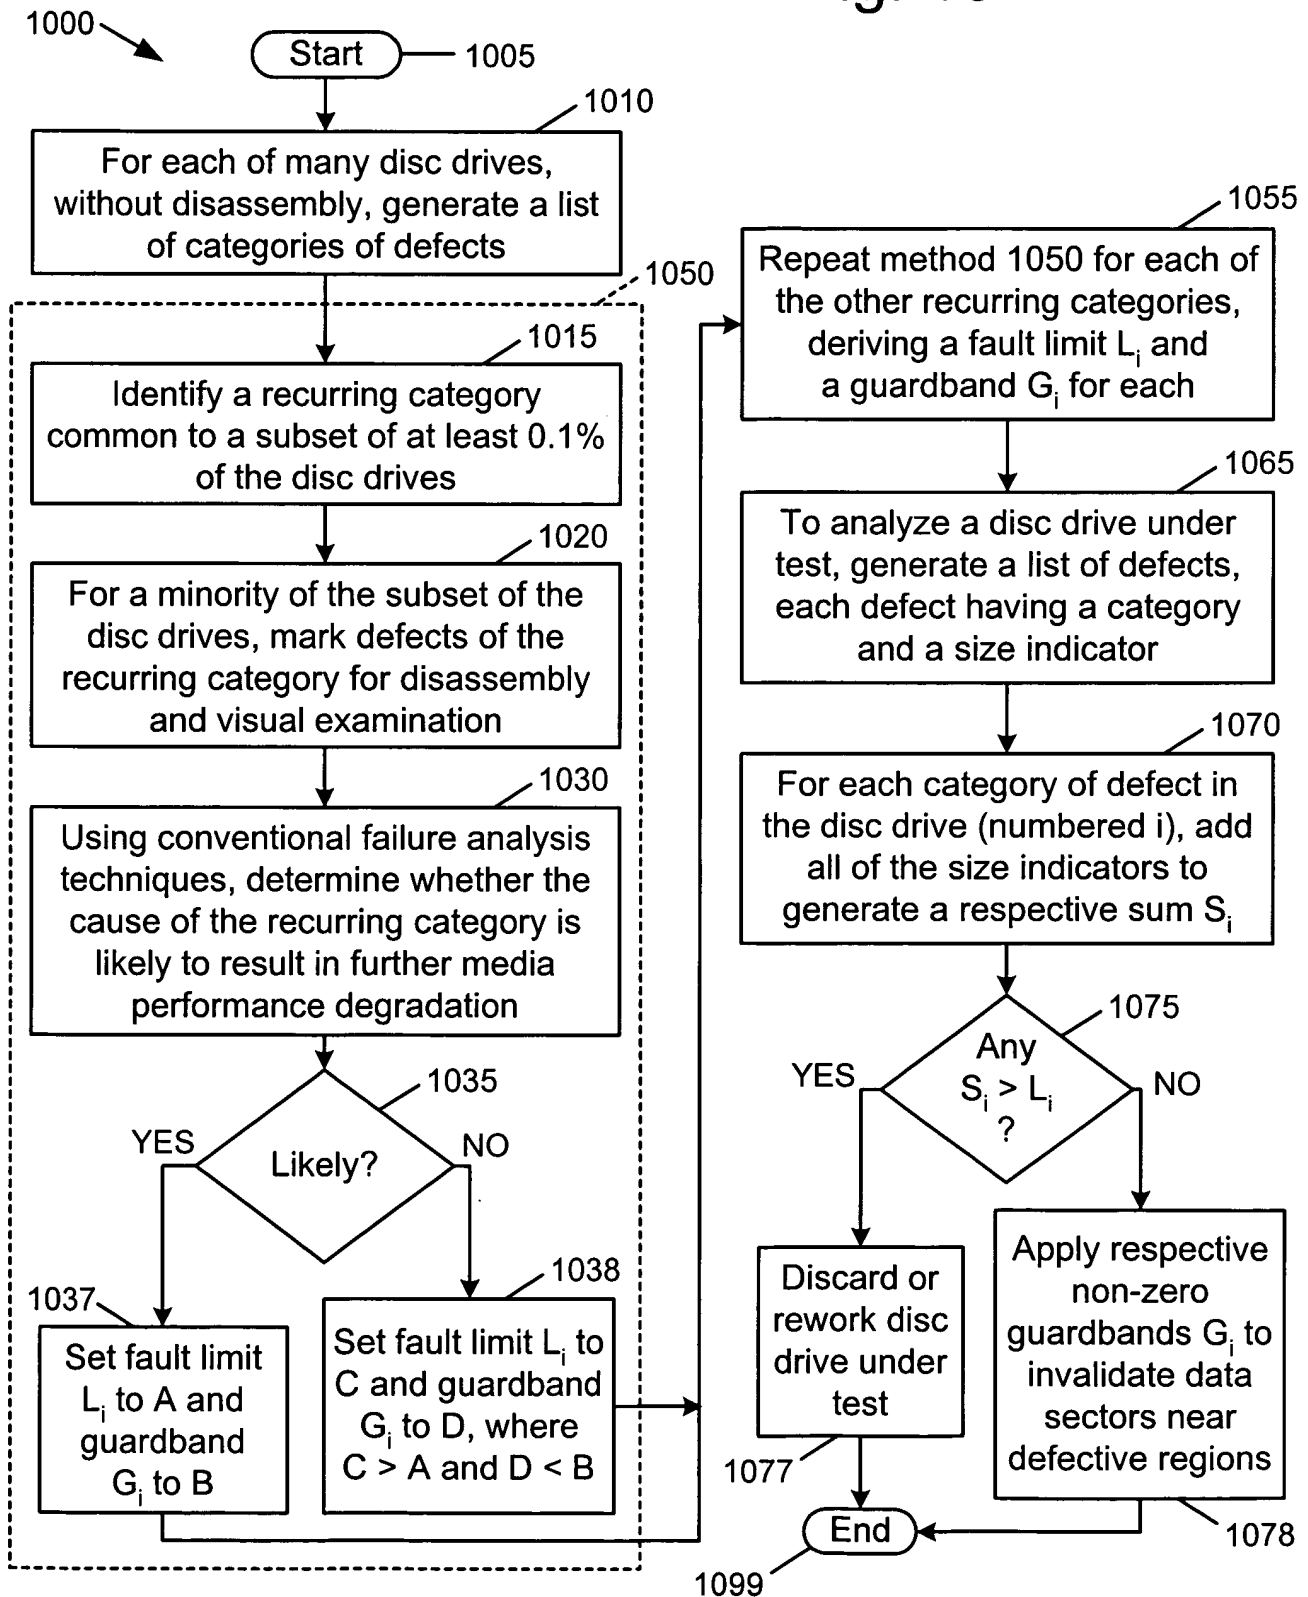 1000
Start
1005
1010
For each of many disc drives,
without disassembly, generate a list
of categories of defects
1050
1015
Identify a recurring category
common to a subset of at least 0.1%
of the disc drives
1020
For a minority of the subset of the
disc drives, mark defects of the
recurring category for disassembly
and visual examination
1030
Using conventional failure analysis
techniques, determine whether the
cause of the recurring category is
likely to result in further media
performance degradation
1035
YES
NO
Likely?
1037
Set fault limit
Li to A and
guardband
Gi to B
1038
Set fault limit Li to
C and guardband
Gi to D, where
C > A and D < B
1055
Repeat method 1050 for each of
the other recurring categories,
deriving a fault limit Li and
a guardband Gi for each
1065
To analyze a disc drive under
test, generate a list of defects,
each defect having a category
and a size indicator
1070
For each category of defect in
the disc drive (numbered i), add
all of the size indicators to
generate a respective sum Si
1075
YES
NO
Any
Si > Li
?
Discard or
rework disc
drive under
test
1077
Apply respective
non-zero
guardbands Gi to
invalidate data
sectors near
defective regions
1078
End
1099